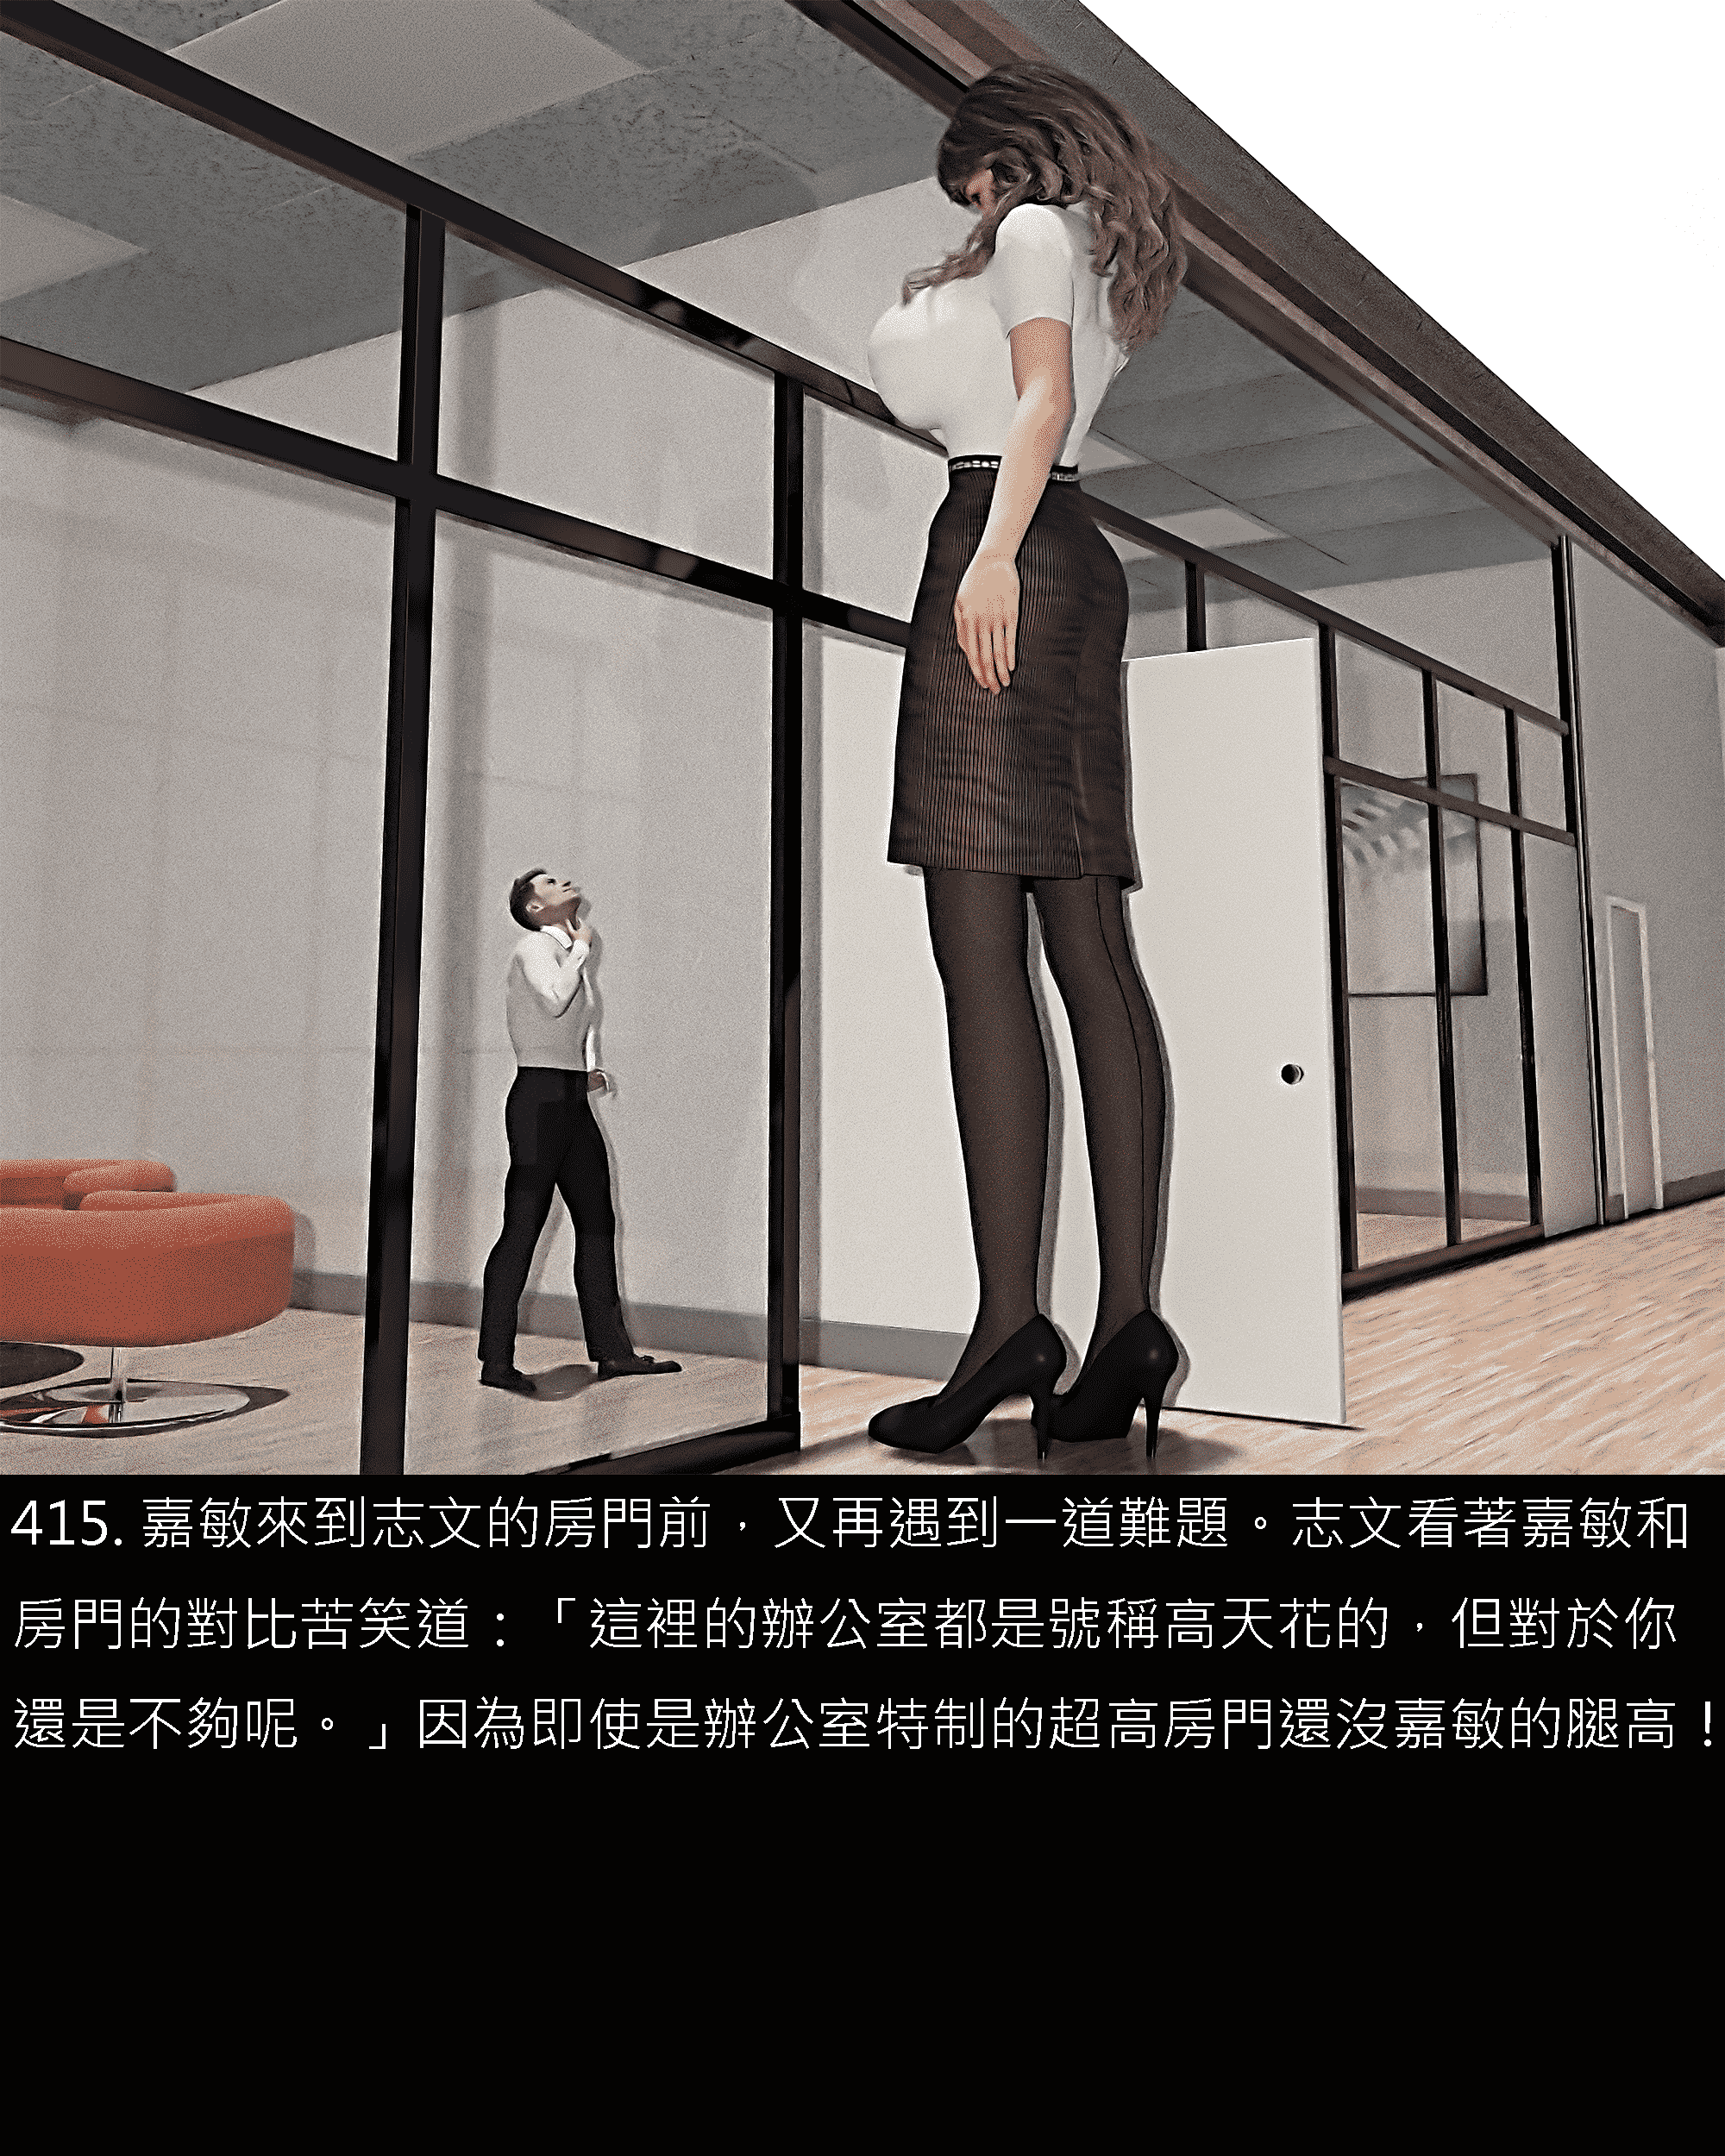 415. 嘉敏來到志文的房門前，又再遇到一道難題。志文看著嘉敏和
房門的對比苦笑道：「這裡的辦公室都是號稱高天花的，但對於你
還是不夠呢。」因為即使是辦公室特制的超高房門還沒嘉敏的腿高！